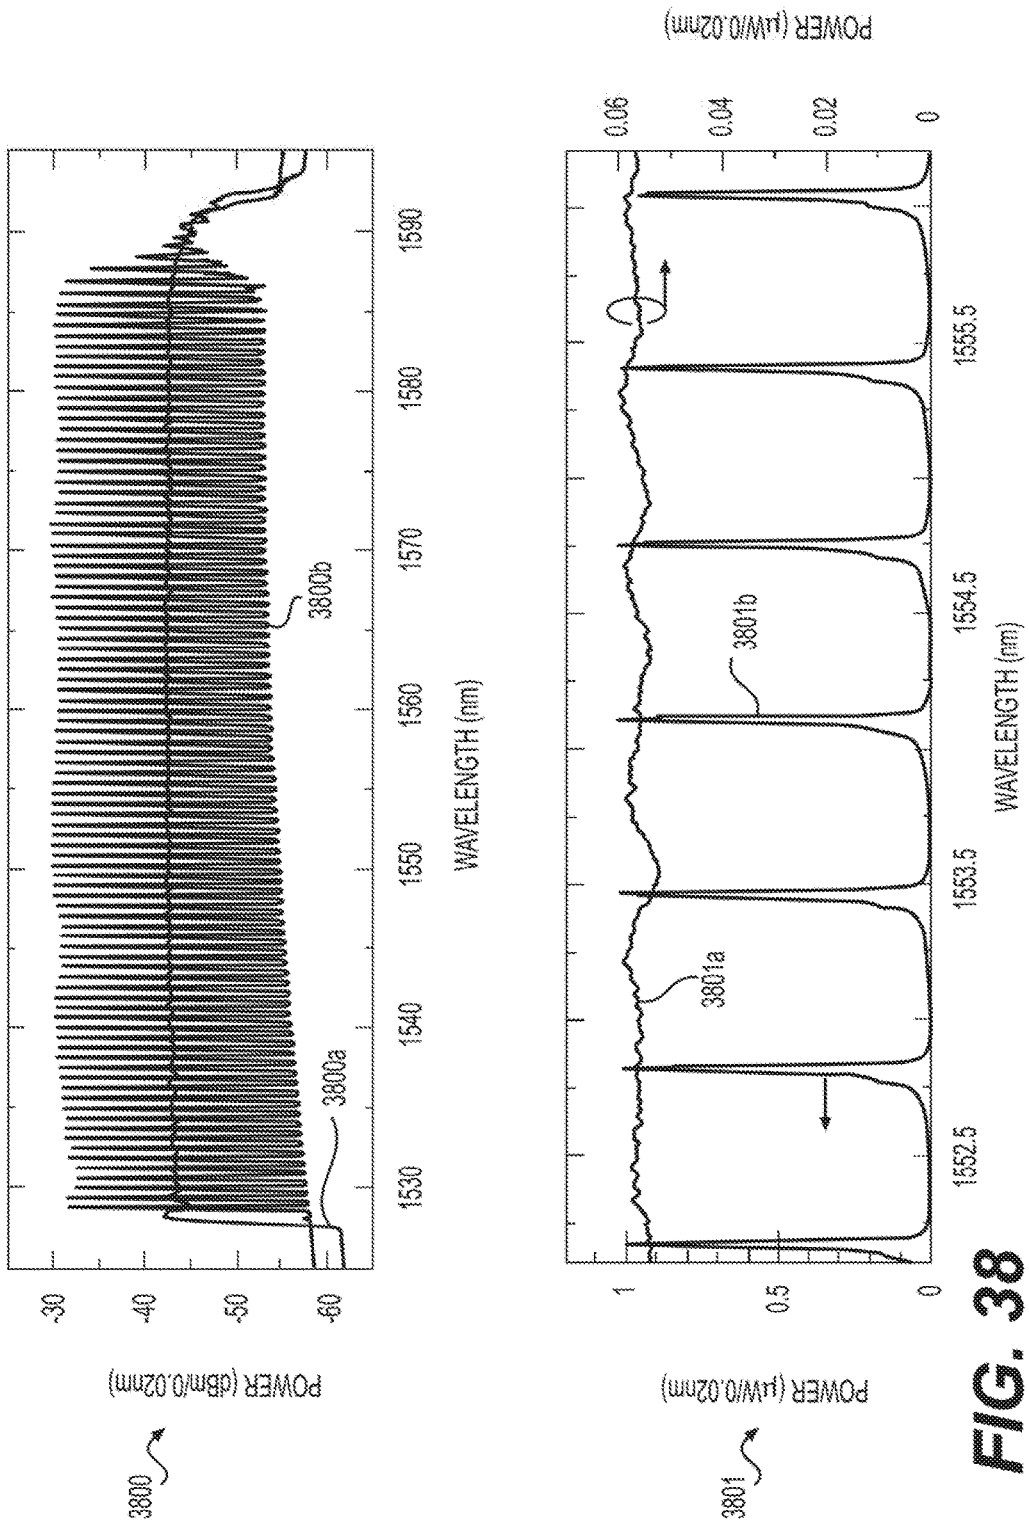 3800
POWER (dBm/0.02nm)
-30
-40
-50
-60
3800a
3800b
1530
1540
1550
1560
1570
1580
1590
WAVELENGTH (nm)
3801
POWER (µW/0.02nm)
1
0.5
0
3801a
3801b
0.06
0.04
0.02
0
POWER (µW/0.02nm)
1552.5
1553.5
1554.5
1555.5
WAVELENGTH (nm)
FIG. 38